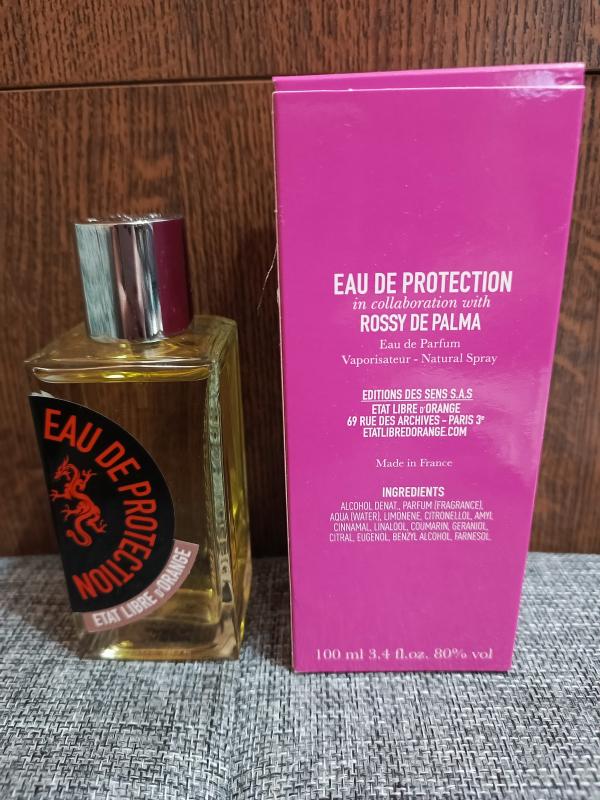 EAU DE PROTECTION
ETAT LIBRE D'ORANGE
EAU DE PROTECTION
in collaboration with
ROSSY DE PALMA
Eau de Parfum
Vaporisateur - Natural Spray
EDITIONS DES SENS S.A.S
ETAT LIBRE D'ORANGE
69 RUE DES ARCHIVES - PARIS 3e
ETATLIBREDORANGE.COM
Made in France
INGREDIENTS
ALCOHOL DENAT., PARFUM (FRAGRANCE),
AQUA (WATER), LIMONENE, CITRONELLOL, AMYL
CINNAMAL, LINALOOL, COUMARIN, GERANIOL,
CITRAL, EUGENOL, BENZYL ALCOHOL, FARNESOL.
100 ml 3.4 fl.oz. 80% vol